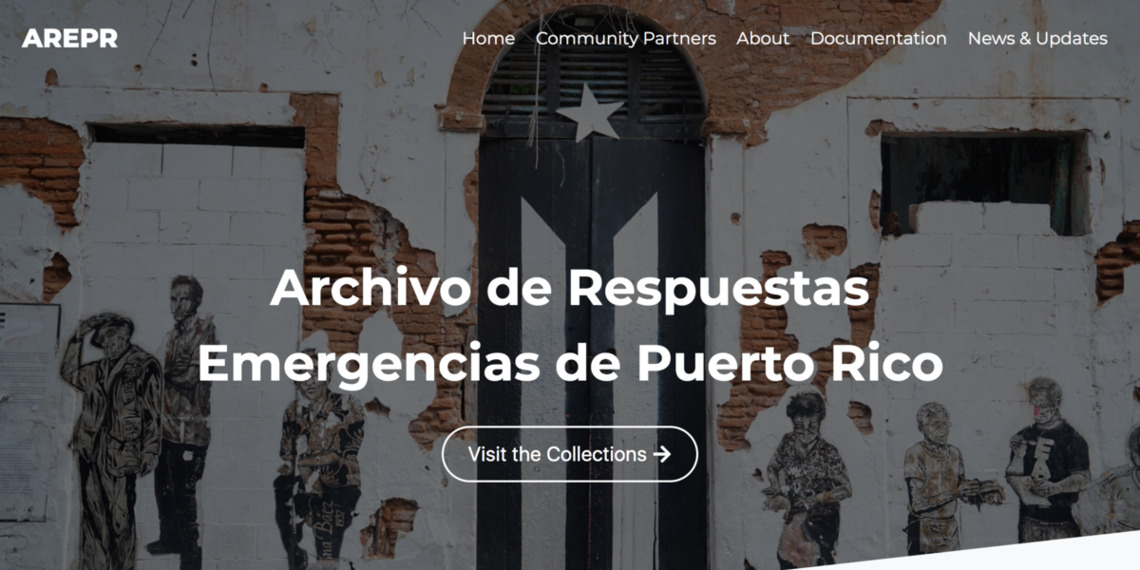 AREPR
Home Community Partners About Documentation News & Updates
Archivo de Respuestas
Emergencias de Puerto Rico
Visit the Collections →